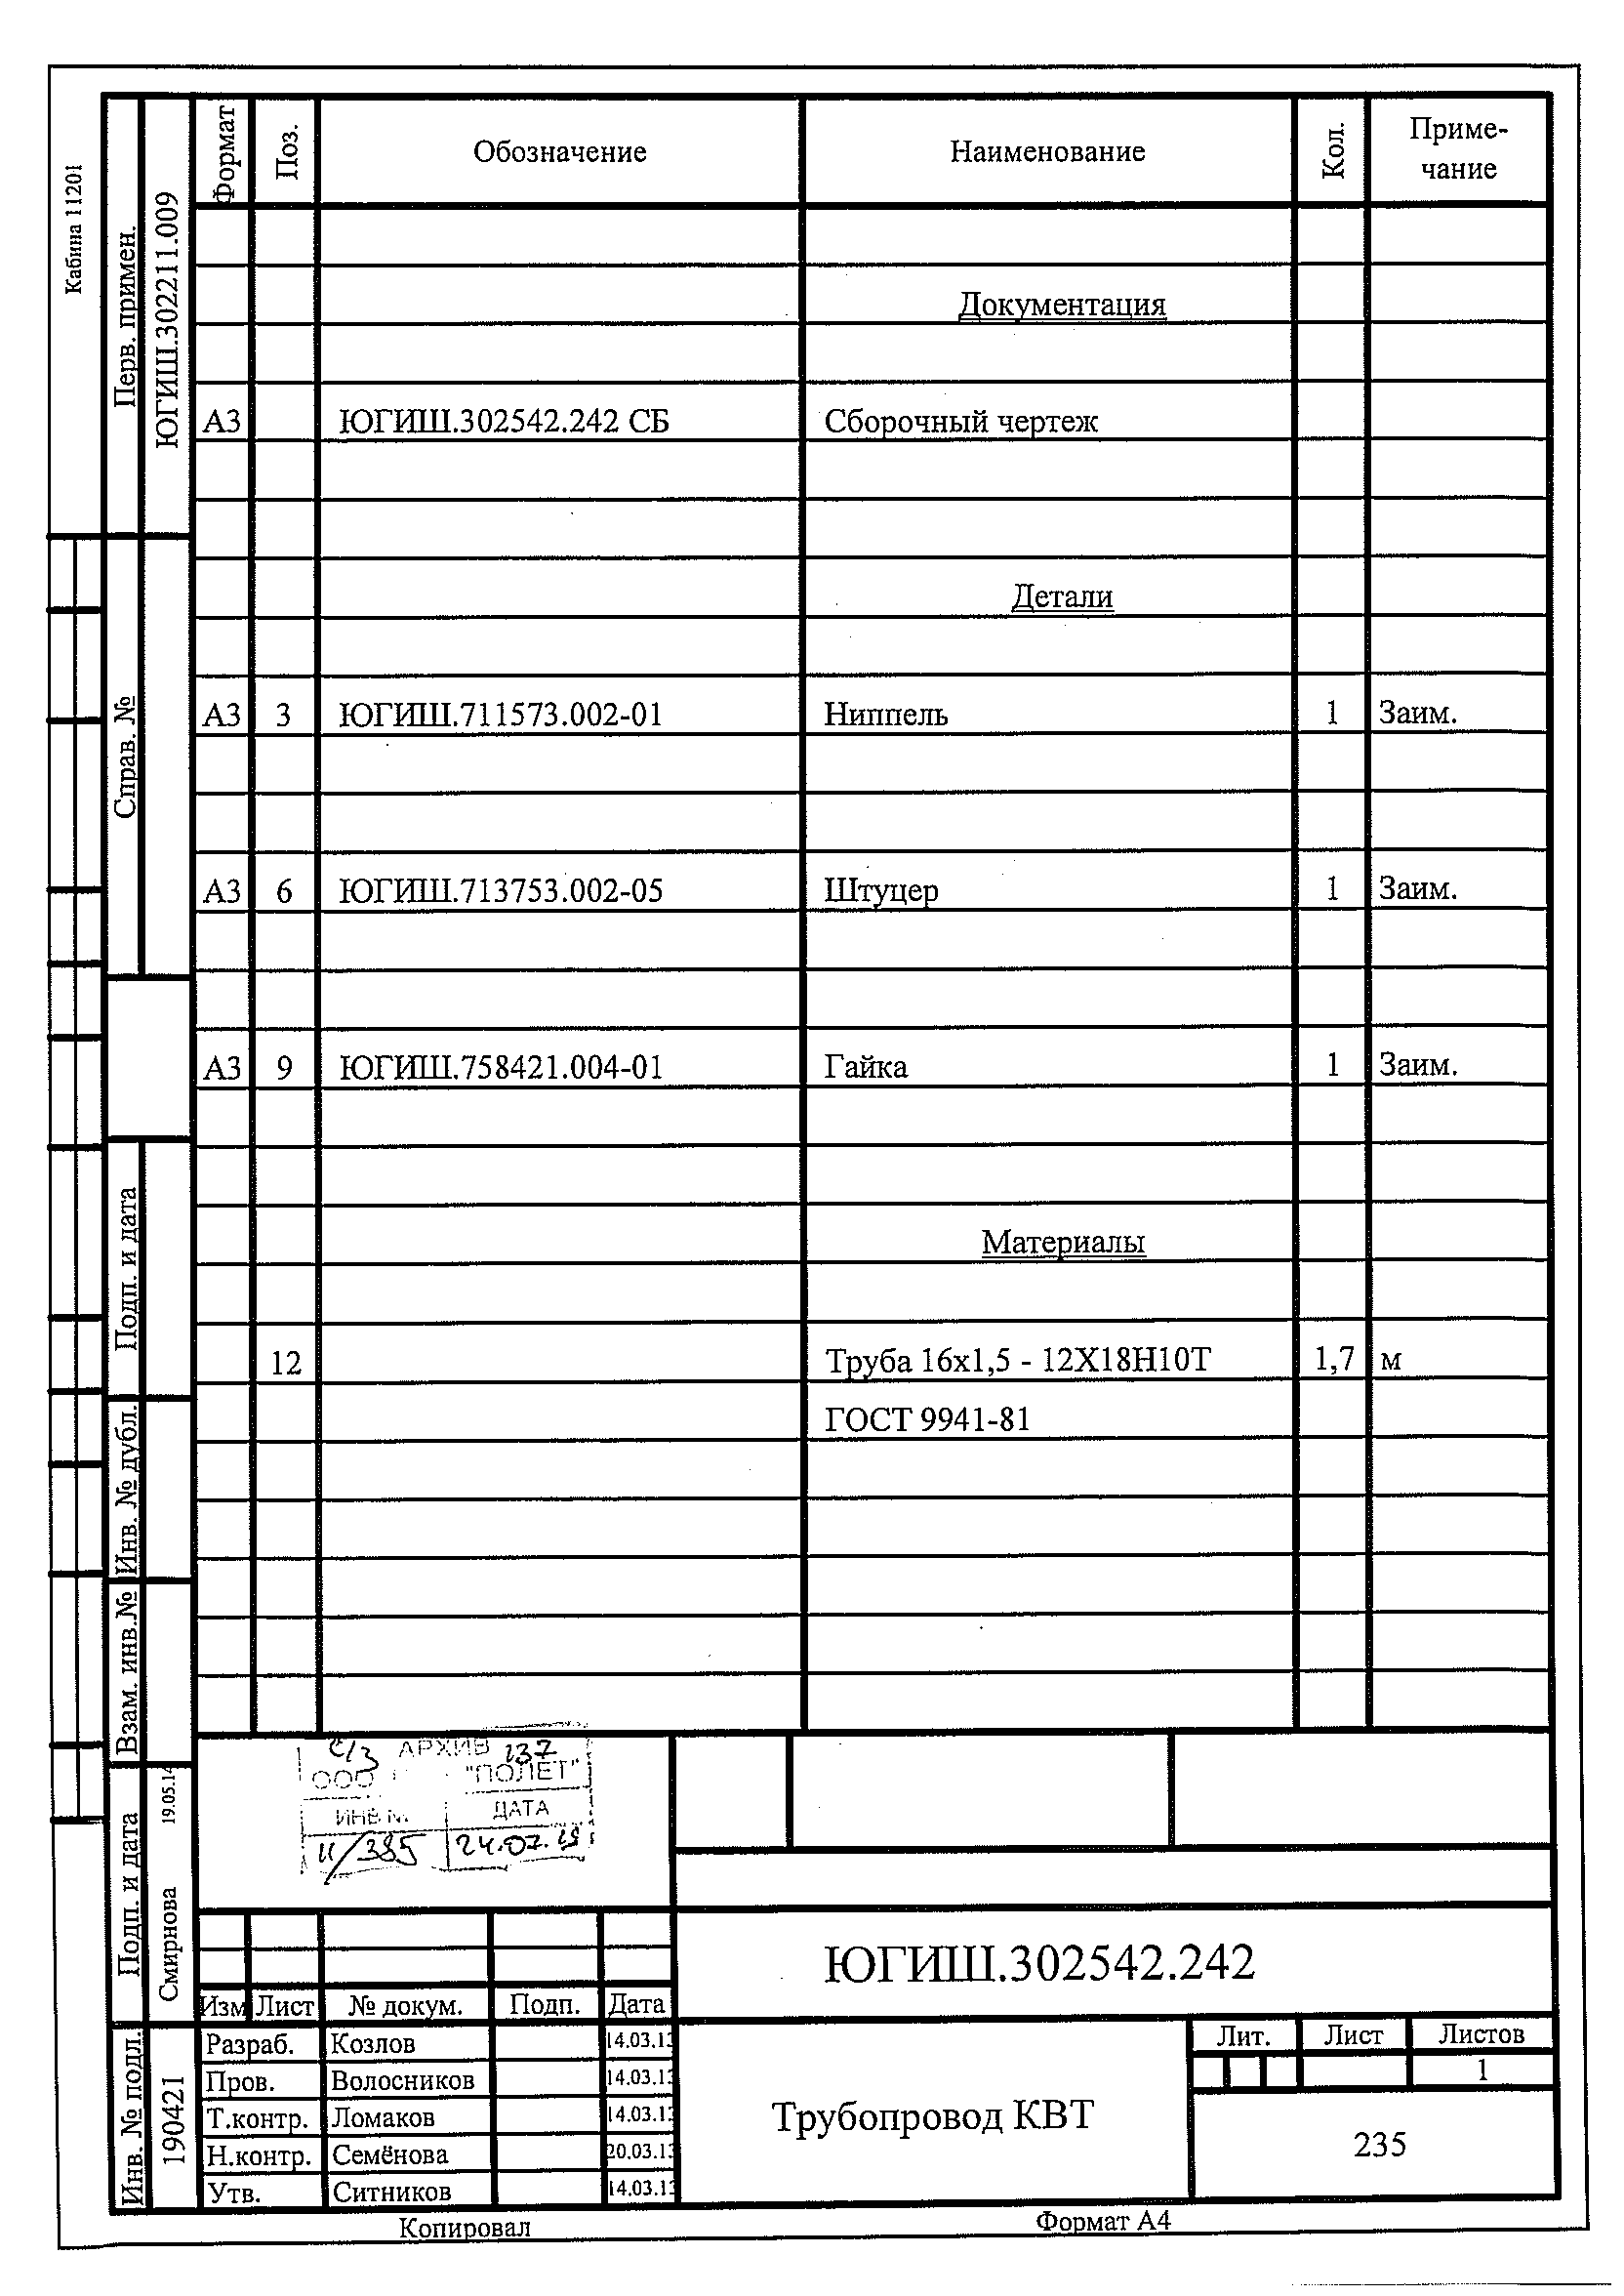 Кабина 11201
Перв. примен.
ЮГИШ.302211.009
Справ. №
Подп. и дата
Инв. № дубл.
Взам. инв.№
Подп. и дата
Смирнова 19.05.14
Инв. № подл.
190421
Формат Поз. Обозначение Наименование Кол. Приме-
чание
Документация
А3 ЮГИШ.302542.242 СБ Сборочный чертеж
Детали
А3 3 ЮГИШ.711573.002-01 Ниппель 1 Заим.
А3 6 ЮГИШ.713753.002-05 Штуцер 1 Заим.
А3 9 ЮГИШ.758421.004-01 Гайка 1 Заим.
Материалы
12 Труба 16х1,5 - 12Х18Н10Т 1,7 м
ГОСТ 9941-81
АРХИВ 137
ООО "ПОЛЕТ"
ИНВ № ДАТА
11/385 24.07.
ЮГИШ.302542.242
Изм Лист № докум. Подп. Дата
Разраб. Козлов 14.03.13
Пров. Волосников 14.03.13
Т.контр. Ломаков 14.03.13
Н.контр. Семёнова 20.03.13
Утв. Ситников 14.03.13
Трубопровод КВТ
Лит. Лист Листов
1
235
Копировал Формат А4